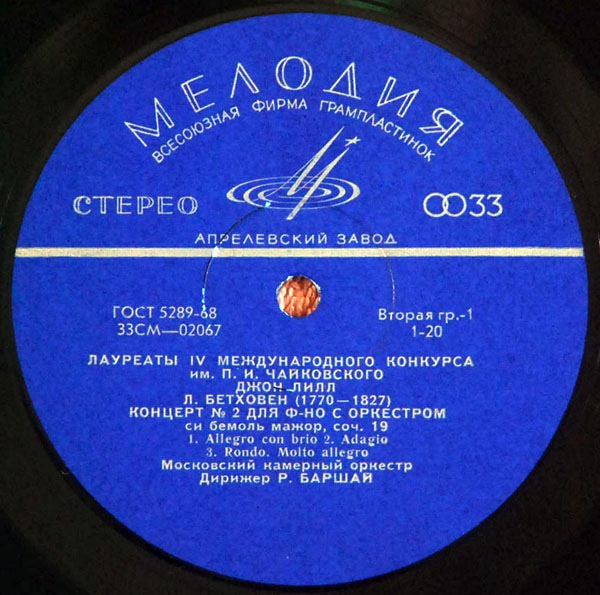 МЕЛОДИЯ
ВСЕСОЮЗНАЯ ФИРМА ГРАМПЛАСТИНОК
СТЕРЕО
33
АПРЕЛЕВСКИЙ ЗАВОД
ГОСТ 5289-68
Вторая гр.-1
33СМ—02067
1-20
ЛАУРЕАТЫ IV МЕЖДУНАРОДНОГО КОНКУРСА
им. П. И. ЧАЙКОВСКОГО
ДЖОН ЛИЛЛ
Л. БЕТХОВЕН (1770—1827)
КОНЦЕРТ № 2 ДЛЯ Ф-НО С ОРКЕСТРОМ
си бемоль мажор, соч. 19
1. Allegro con brio 2. Adagio
3. Rondo. Molto allegro
Московский камерный оркестр
Дирижер Р. БАРШАЙ